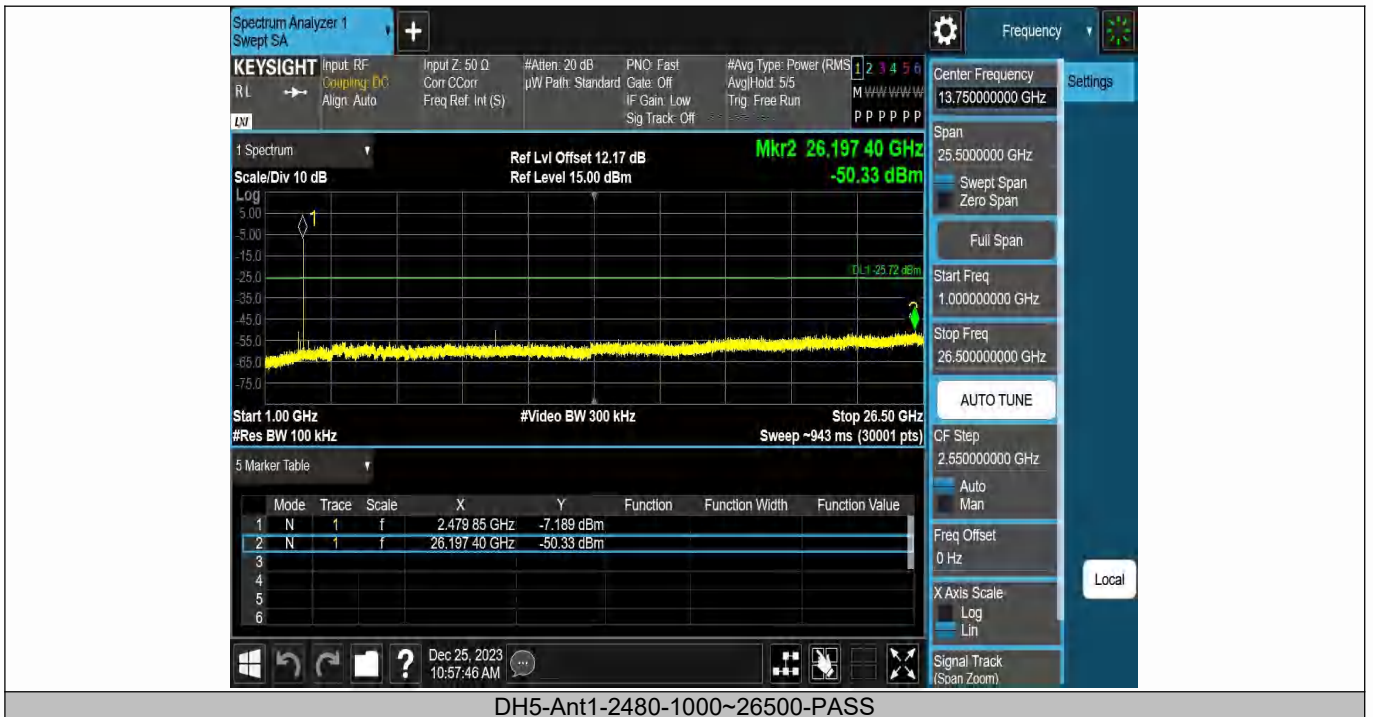 Spectrum Analyzer 1
Swept SA
+
Frequency
KEYSIGHT
RL
LXI
Input: RF
Coupling: DC
Align: Auto
Input Z: 50 Ω
Corr CCorr
Freq Ref: Int (S)
#Atten: 20 dB
µW Path: Standard
PNO: Fast
Gate: Off
IF Gain: Low
Sig Track: Off
#Avg Type: Power (RMS
Avg|Hold: 5/5
Trig: Free Run
1 2 3 4 5 6
M W W W W W
P P P P P P
Center Frequency
13.750000000 GHz
Settings
Span
25.5000000 GHz
Swept Span
Zero Span
Full Span
Start Freq
1.000000000 GHz
Stop Freq
26.500000000 GHz
AUTO TUNE
CF Step
2.550000000 GHz
Auto
Man
Freq Offset
0 Hz
X Axis Scale
Log
Lin
Signal Track
(Span Zoom)
Local
1 Spectrum
Scale/Div 10 dB
Ref Lvl Offset 12.17 dB
Ref Level 15.00 dBm
Mkr2 26.197 40 GHz
-50.33 dBm
Log
5.00
-5.00
-15.0
-25.0
-35.0
-45.0
-55.0
-65.0
-75.0
1
DL1 -25.72 dBm
2
Start 1.00 GHz
#Video BW 300 kHz
Stop 26.50 GHz
#Res BW 100 kHz
Sweep ~943 ms (30001 pts)
5 Marker Table
Mode Trace Scale X Y Function Function Width Function Value
1 N 1 f 2.479 85 GHz -7.189 dBm
2 N 1 f 26.197 40 GHz -50.33 dBm
3
4
5
6
?
Dec 25, 2023
10:57:46 AM
DH5-Ant1-2480-1000~26500-PASS